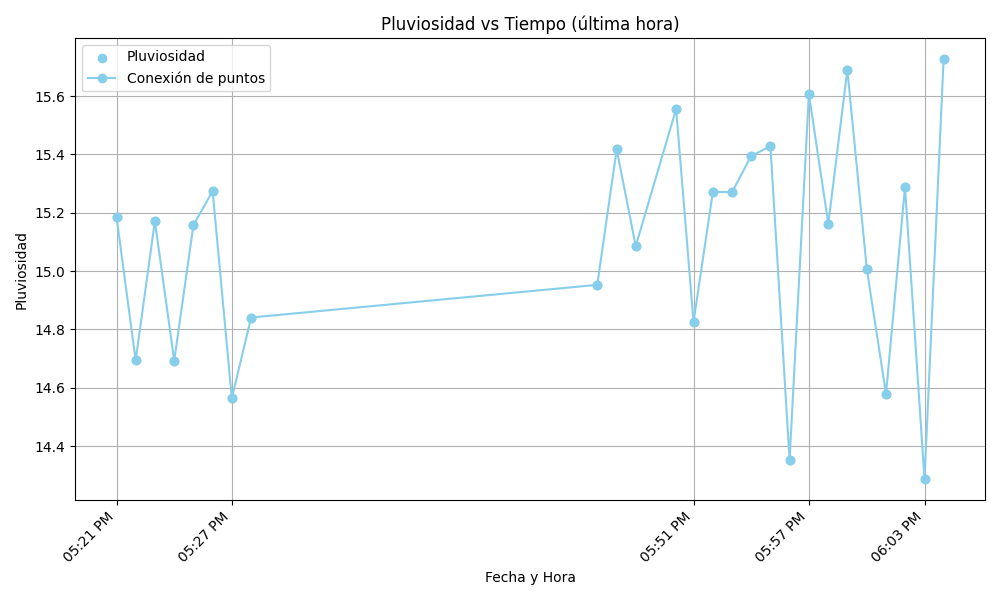 Pluviosidad vs Tiempo (última hora)
Pluviosidad
Conexión de puntos
Pluviosidad
15.6
15.4
15.2
15.0
14.8
14.6
14.4
05:21 PM
05:27 PM
05:51 PM
05:57 PM
06:03 PM
Fecha y Hora